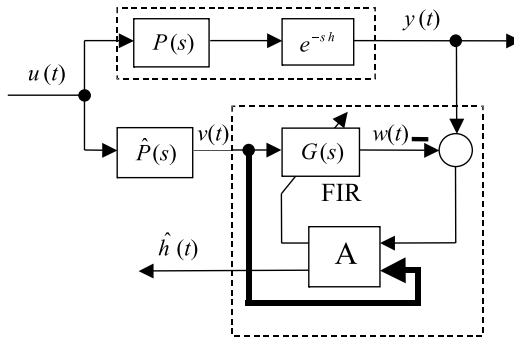 y(t)
P(s)
e^{-sh}
u(t)
P̂(s)
v(t)
G(s)
w(t)
FIR
ĥ(t)
A